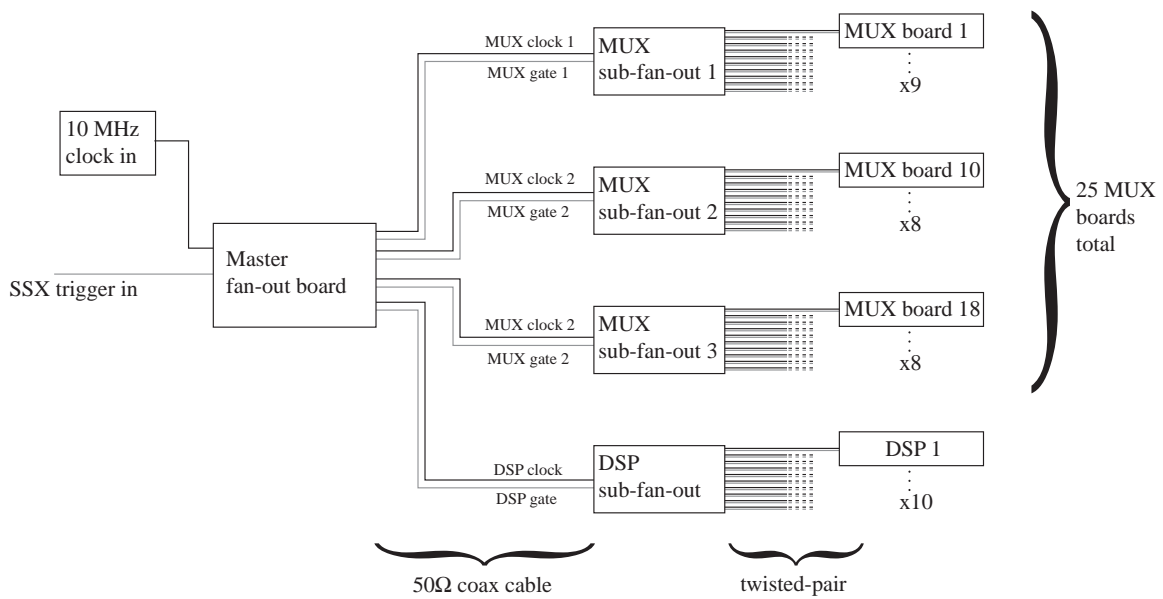 10 MHz
clock in
SSX trigger in
Master
fan-out board
MUX clock 1
MUX gate 1
MUX
sub-fan-out 1
MUX board 1
x9
MUX clock 2
MUX gate 2
MUX
sub-fan-out 2
MUX board 10
x8
MUX clock 2
MUX gate 2
MUX
sub-fan-out 3
MUX board 18
x8
25 MUX
boards
total
DSP clock
DSP gate
DSP
sub-fan-out
DSP 1
x10
50Ω coax cable
twisted-pair